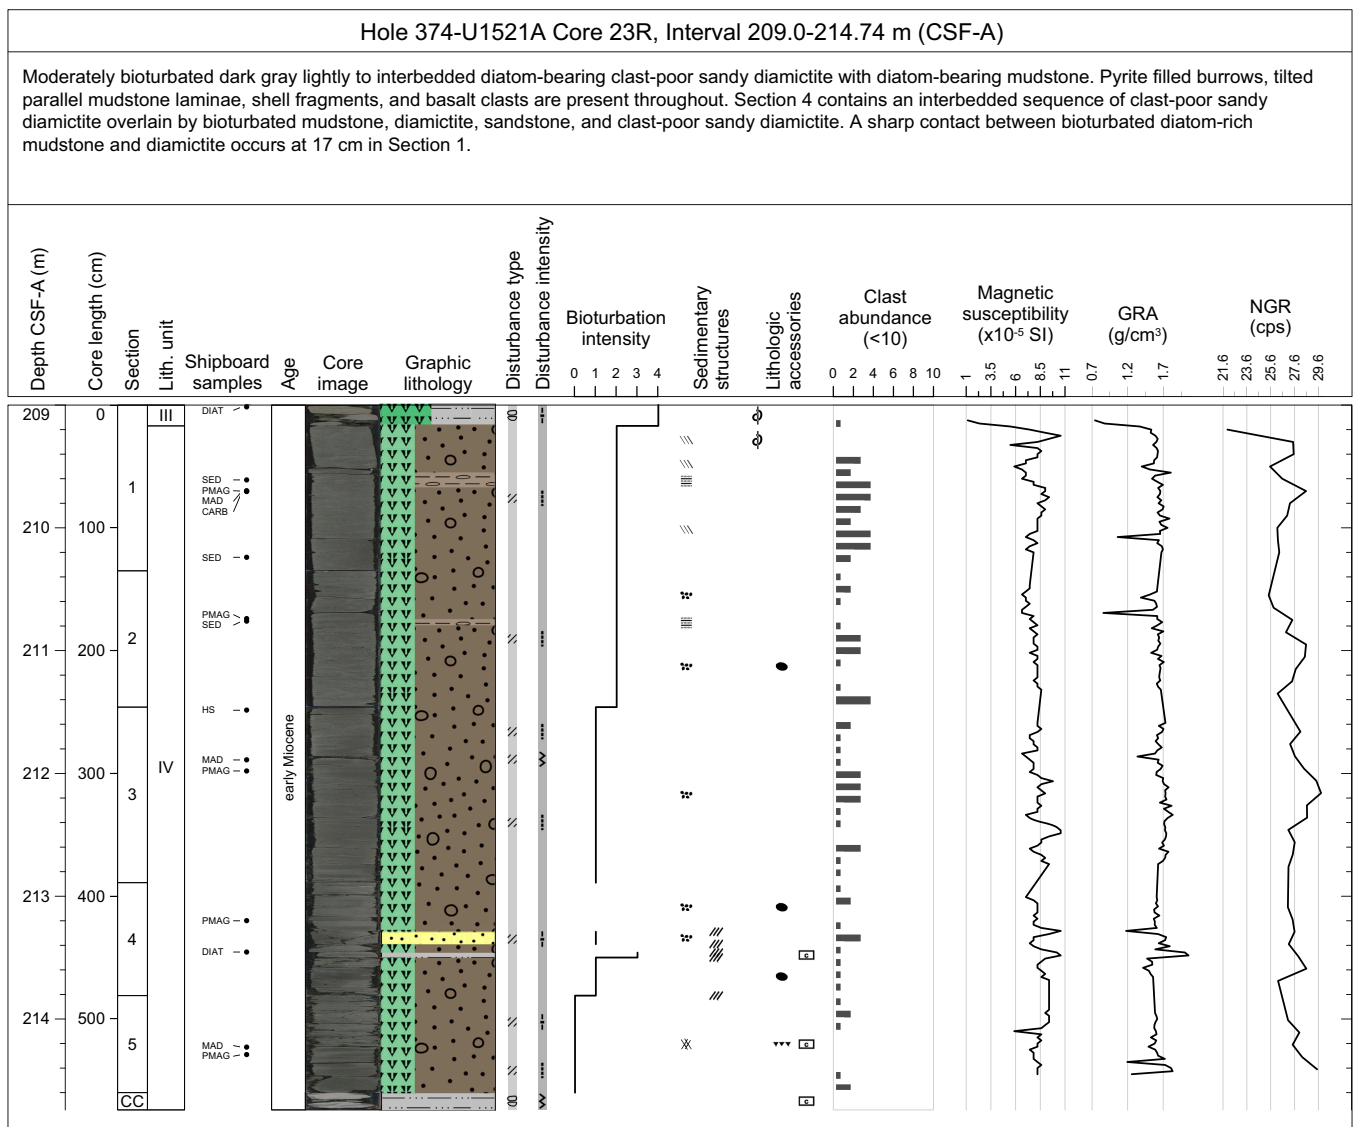 Hole 374-U1521A Core 23R, Interval 209.0-214.74 m (CSF-A)
Moderately bioturbated dark gray lightly to interbedded diatom-bearing clast-poor sandy diamictite with diatom-bearing mudstone. Pyrite filled burrows, tilted
parallel mudstone laminae, shell fragments, and basalt clasts are present throughout. Section 4 contains an interbedded sequence of clast-poor sandy
diamictite overlain by bioturbated mudstone, diamictite, sandstone, and clast-poor sandy diamictite. A sharp contact between bioturbated diatom-rich
mudstone and diamictite occurs at 17 cm in Section 1.
Depth CSF-A (m)
Core length (cm)
Section
Lith. unit
Shipboard
samples
Age
Core
image
Graphic
lithology
Disturbance type
Disturbance intensity
Bioturbation
intensity
0 1 2 3 4
Sedimentary
structures
Lithologic
accessories
Clast
abundance
(<10)
0 2 4 6 8 10
Magnetic
susceptibility
(x10-5 SI)
1 3.5 6 8.5 11
GRA
(g/cm3)
0.7 1.2 1.7
NGR
(cps)
21.6 23.6 25.6 27.6 29.6
209
210
211
212
213
214
0
100
200
300
400
500
1
2
3
4
5
CC
III
IV
DIAT
SED
PMAG
MAD
CARB
SED
PMAG
SED
HS
MAD
PMAG
PMAG
DIAT
MAD
PMAG
early Miocene
c
c
c